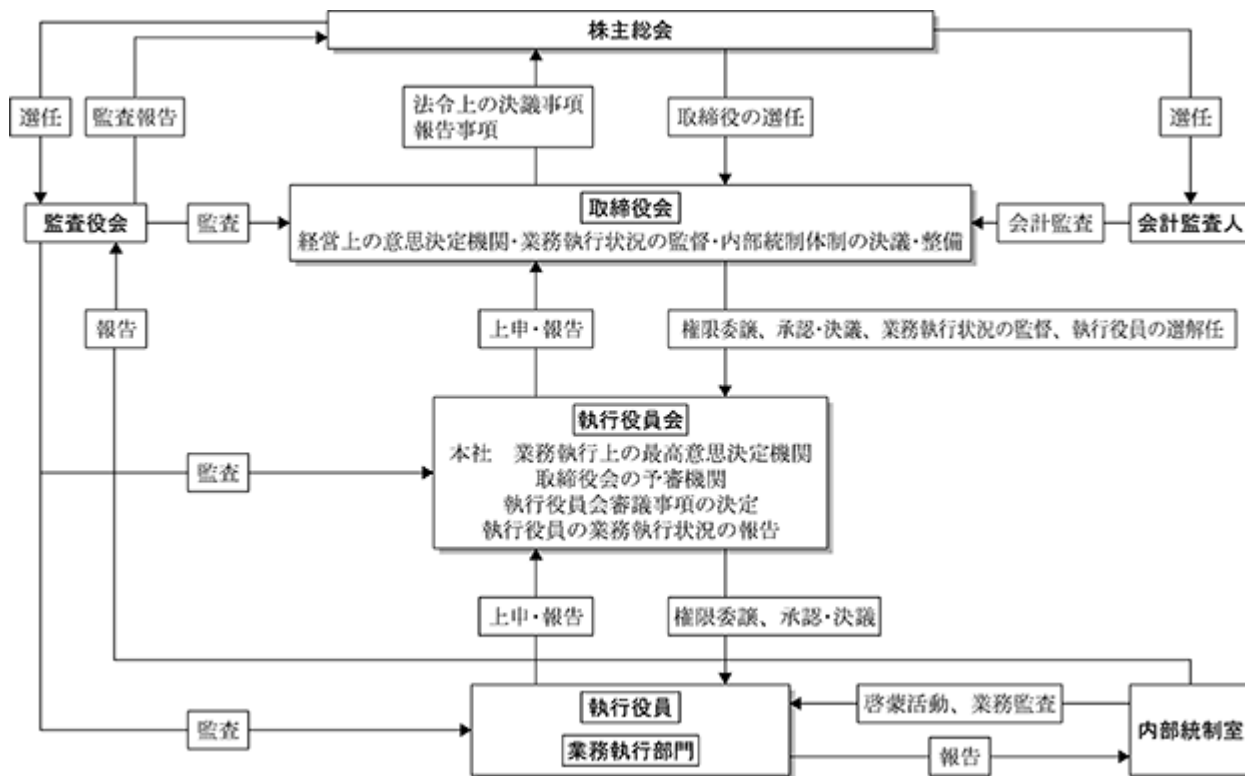 株主総会
選任
監査報告
法令上の決議事項
報告事項
取締役の選任
選任
監査役会
監査
取締役会
経営上の意思決定機関・業務執行状況の監督・内部統制体制の決議・整備
会計監査
会計監査人
報告
上申・報告
権限委譲、承認・決議、業務執行状況の監督、執行役員の選解任
執行役員会
本社　業務執行上の最高意思決定機関
取締役会の予審機関
執行役員会審議事項の決定
執行役員の業務執行状況の報告
監査
上申・報告
権限委譲、承認・決議
執行役員
業務執行部門
監査
啓蒙活動、業務監査
報告
内部統制室